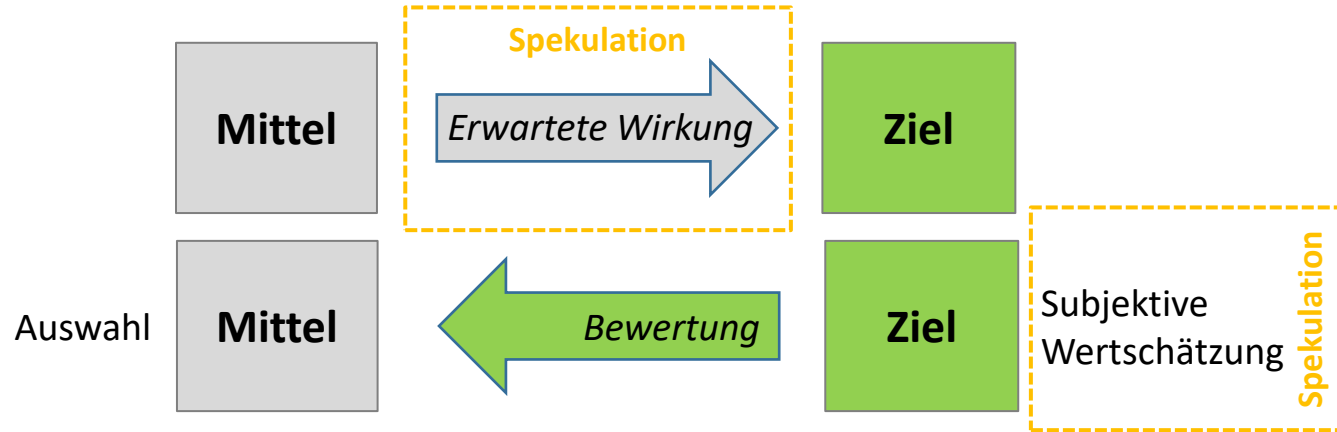 Spekulation
Mittel
Erwartete Wirkung
Ziel
Auswahl
Mittel
Bewertung
Ziel
Subjektive
Wertschätzung
Spekulation